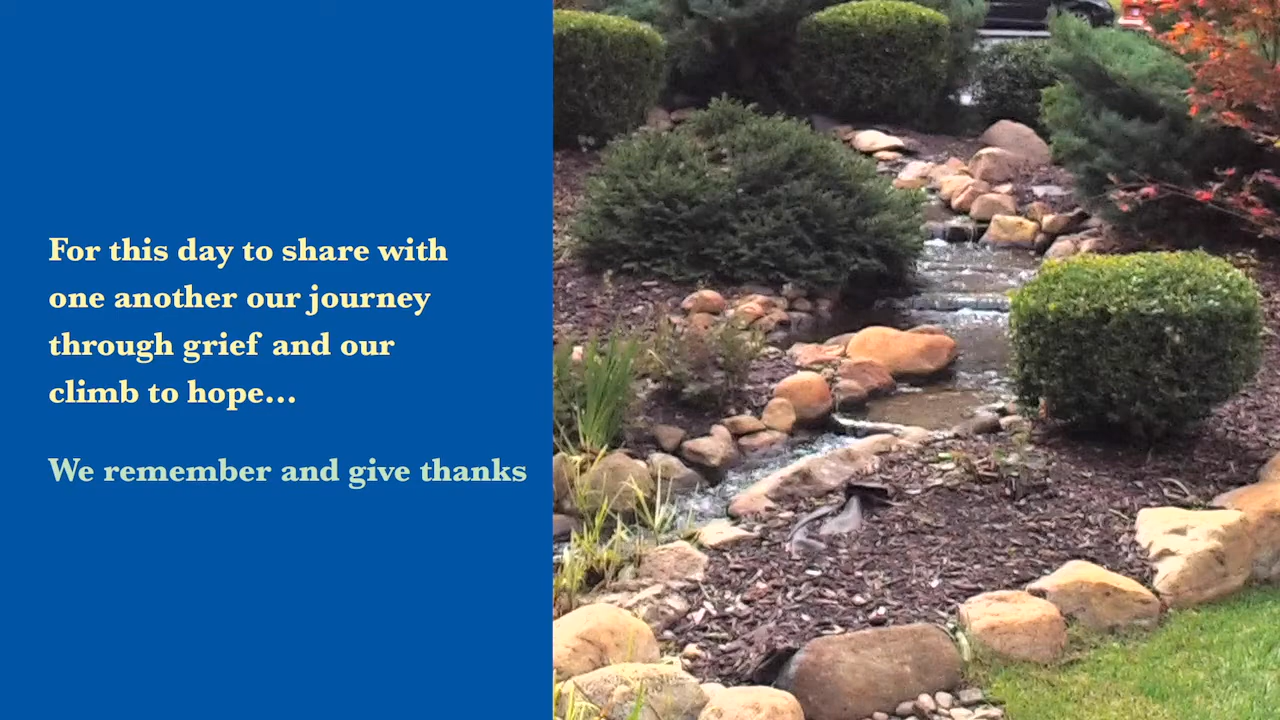 For this day to share with
one another our journey
through grief and our
climb to hope...
We remember and give thanks